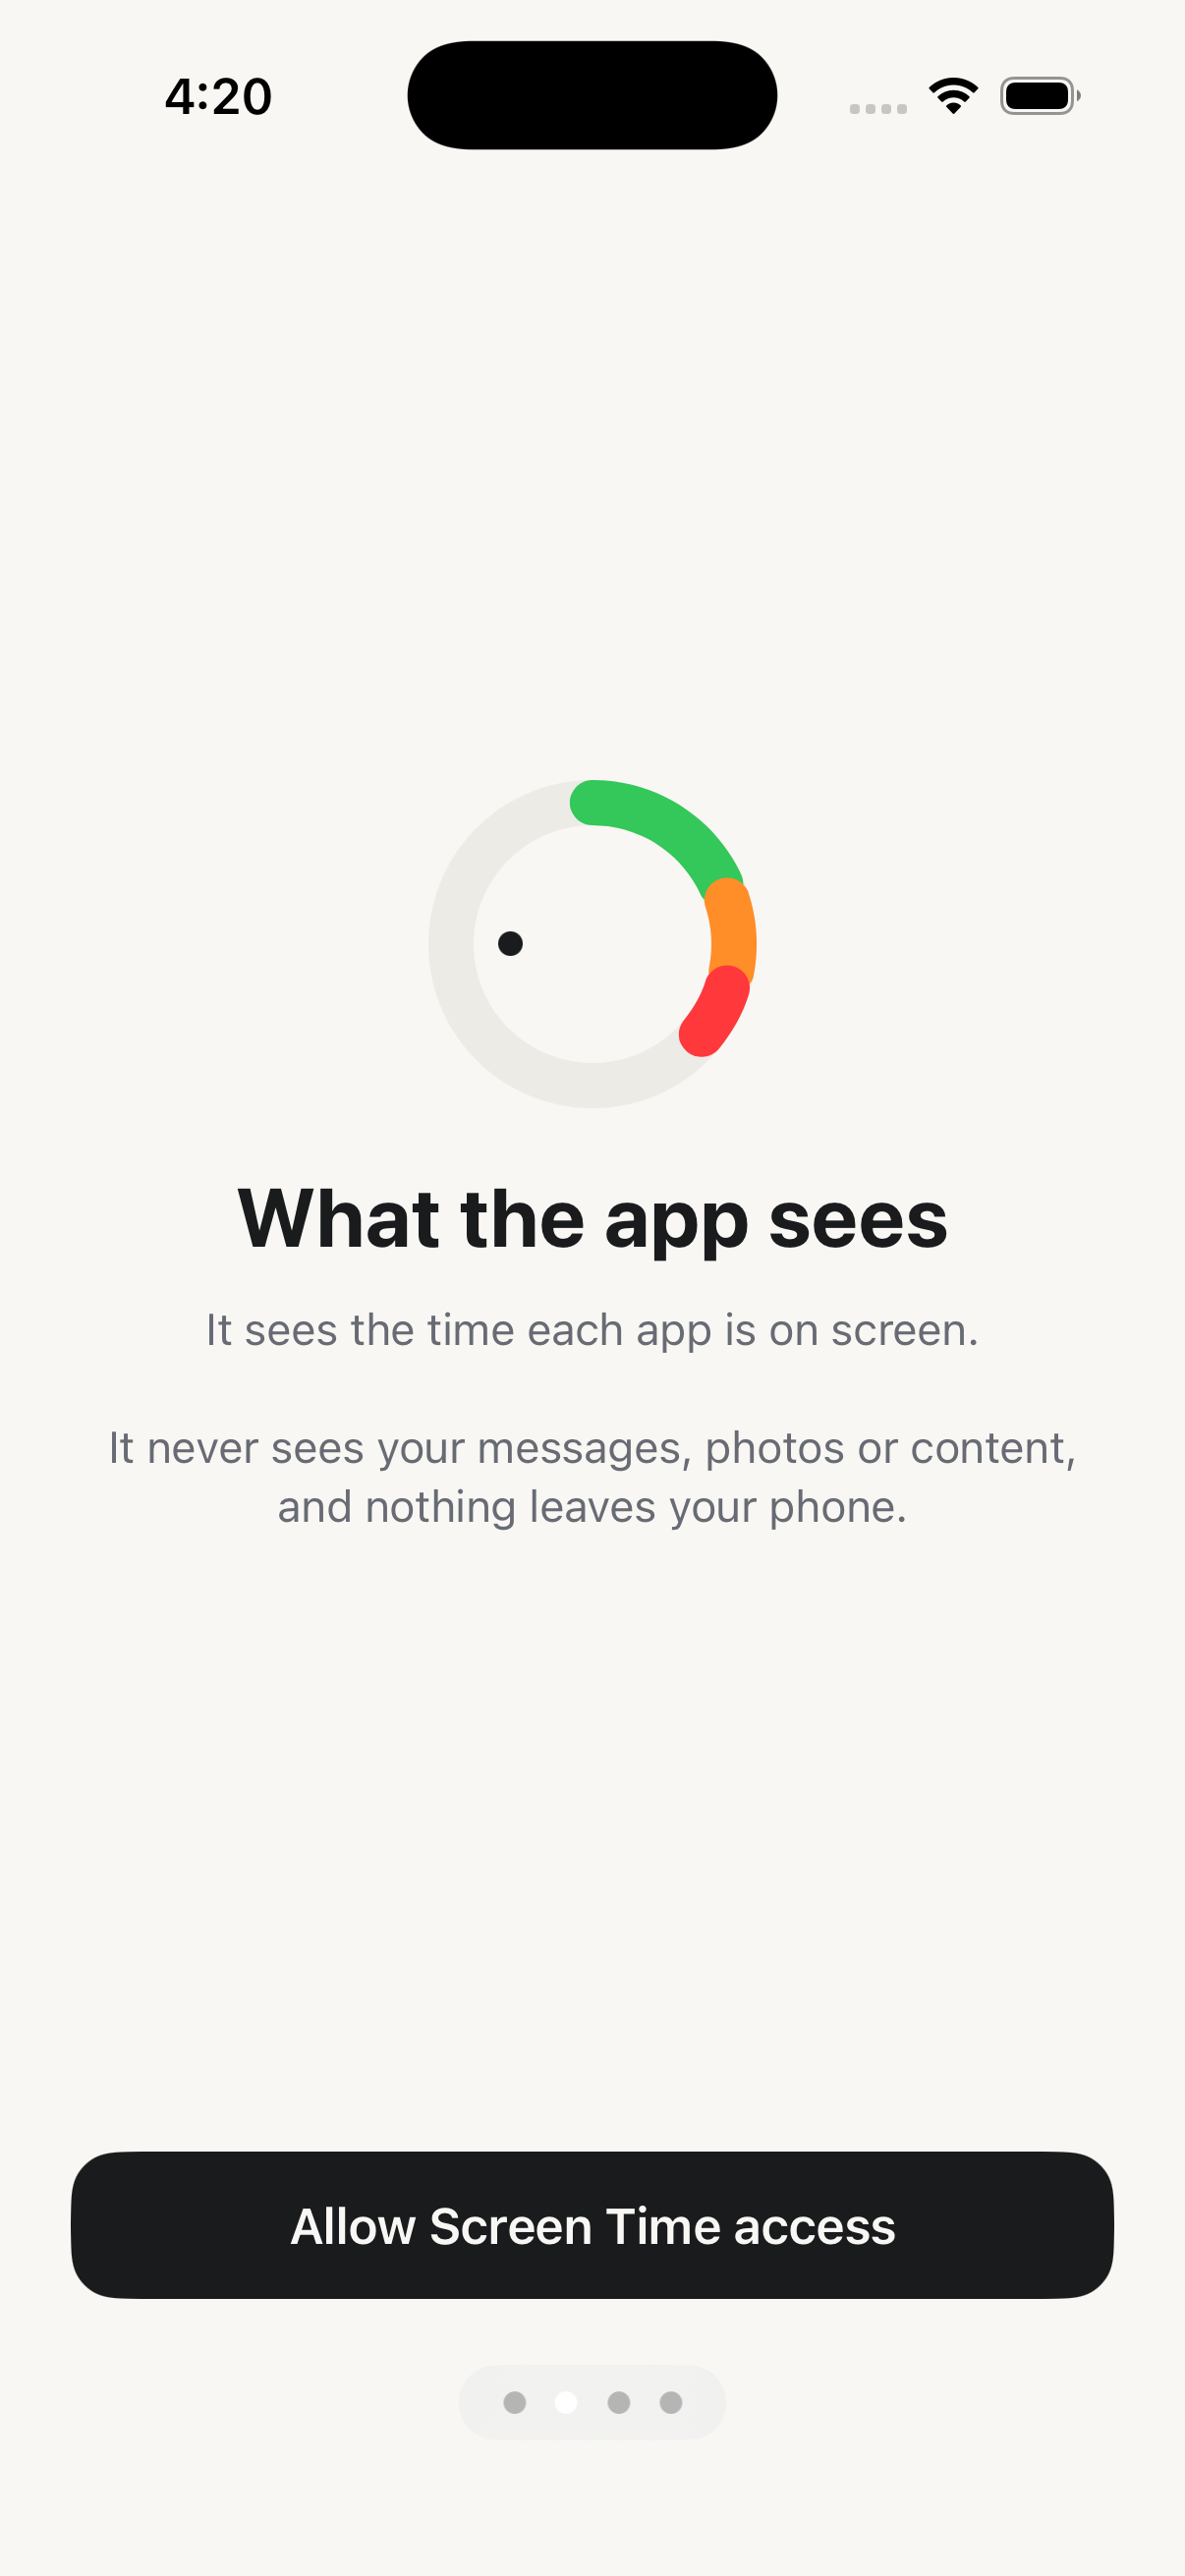 4:20
What the app sees
It sees the time each app is on screen.
It never sees your messages, photos or content,
and nothing leaves your phone.
Allow Screen Time access